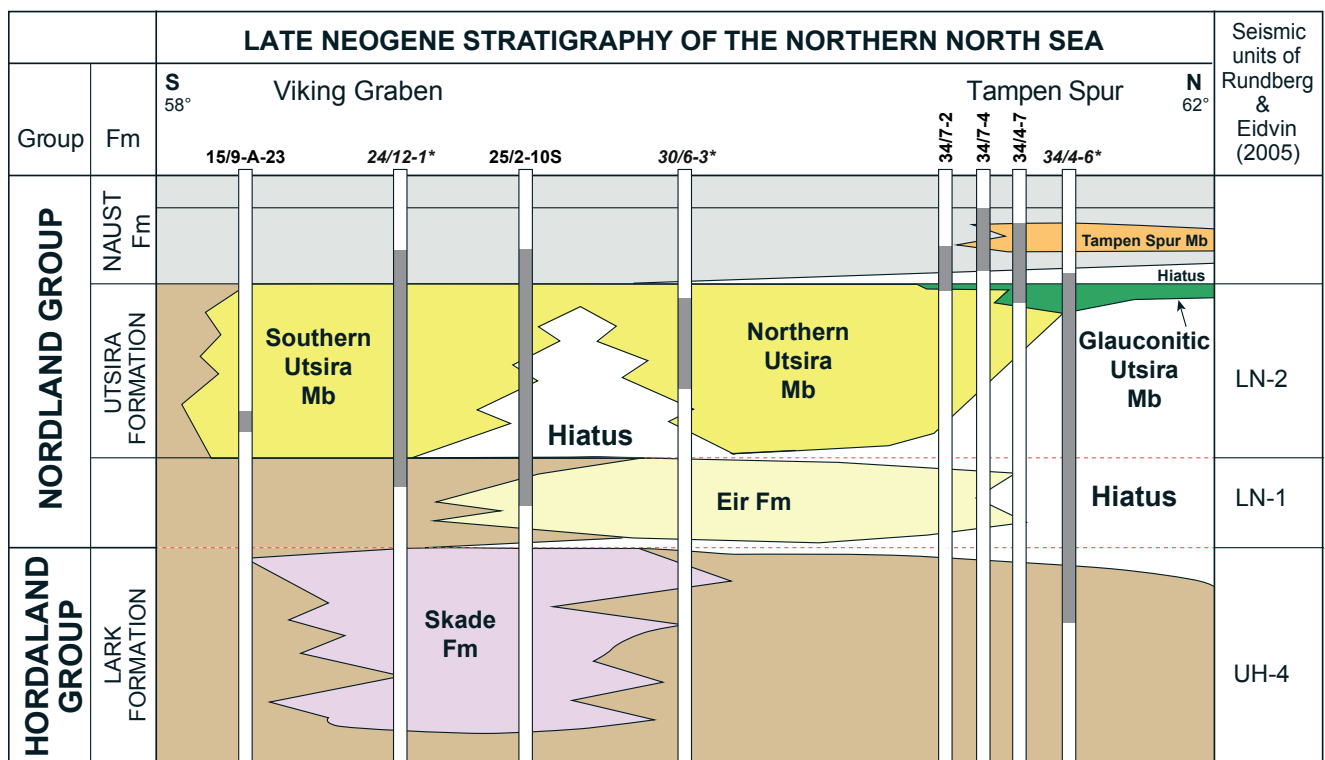 LATE NEOGENE STRATIGRAPHY OF THE NORTHERN NORTH SEA
Seismic
units of
Rundberg
&
Eidvin
(2005)
Group
Fm
S
58°
Viking Graben
Tampen Spur
N
62°
15/9-A-23
24/12-1*
25/2-10S
30/6-3*
34/7-2
34/7-4
34/4-7
34/4-6*
NORDLAND GROUP
NAUST
Fm
Tampen Spur Mb
Hiatus
UTSIRA
FORMATION
Southern
Utsira
Mb
Northern
Utsira
Mb
Glauconitic
Utsira
Mb
LN-2
Hiatus
Eir Fm
Hiatus
LN-1
HORDALAND
GROUP
LARK
FORMATION
Skade
Fm
UH-4